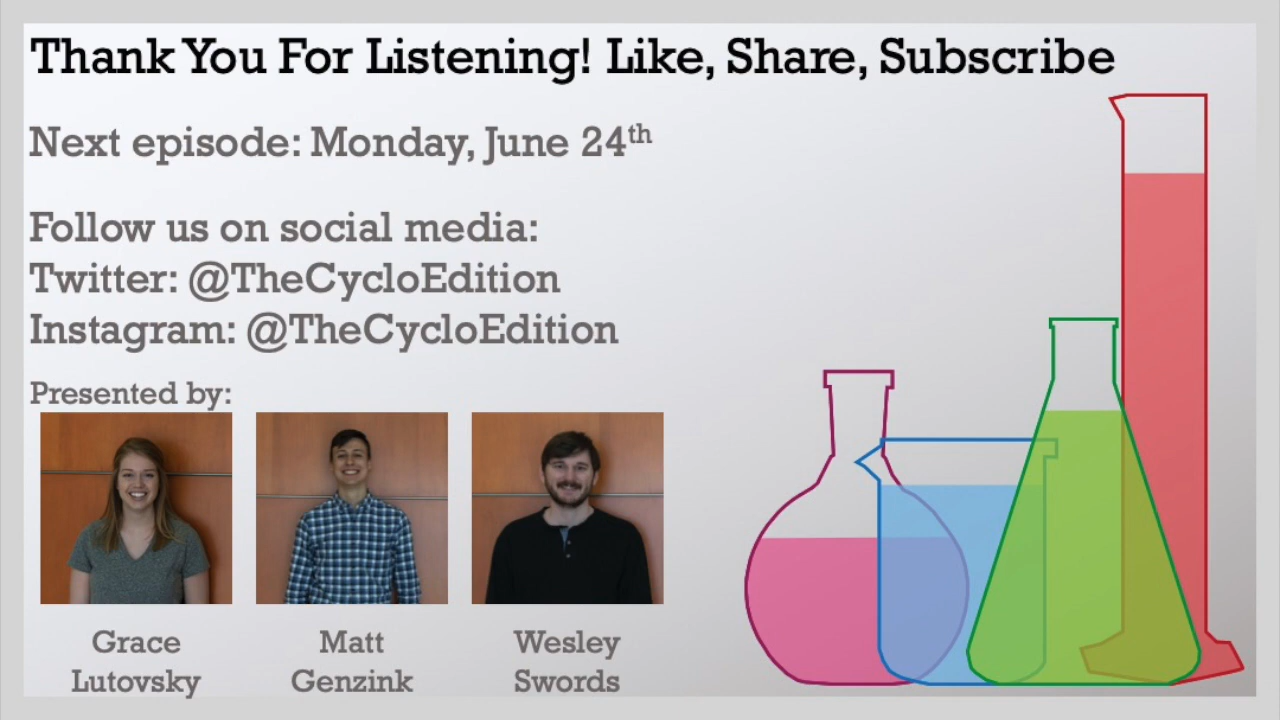 Thank You For Listening! Like, Share, Subscribe
Next episode: Monday, June 24th
Follow us on social media:
Twitter: @TheCycloEdition
Instagram: @TheCycloEdition
Presented by:
Grace
Lutovsky
Matt
Genzink
Wesley
Swords